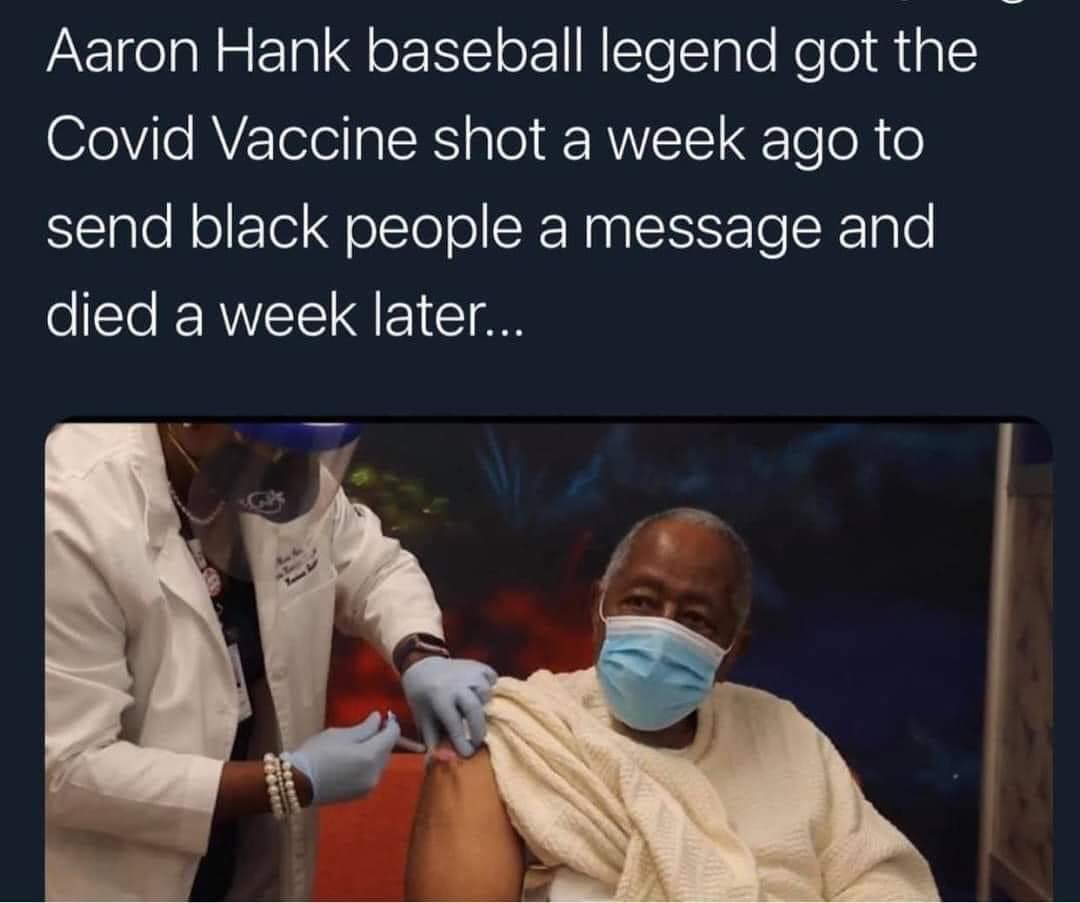 Aaron Hank baseball legend got the
Covid Vaccine shot a week ago to
send black people a message and
died a week later...